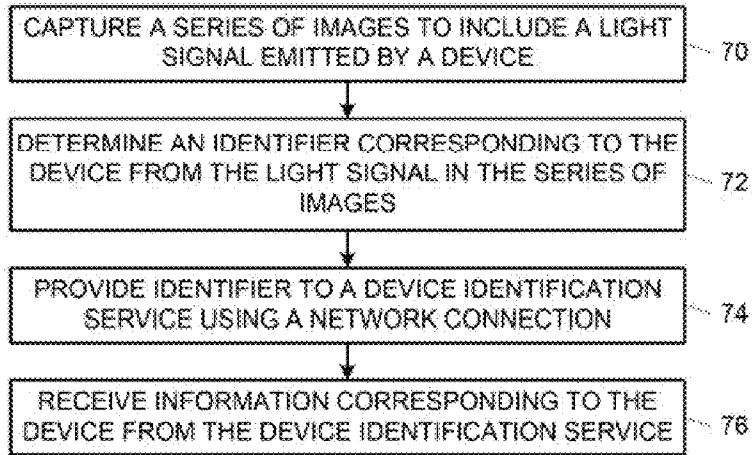 CAPTURE A SERIES OF IMAGES TO INCLUDE A LIGHT
SIGNAL EMITTED BY A DEVICE
70
DETERMINE AN IDENTIFIER CORRESPONDING TO THE
DEVICE FROM THE LIGHT SIGNAL IN THE SERIES OF
IMAGES
72
PROVIDE IDENTIFIER TO A DEVICE IDENTIFICATION
SERVICE USING A NETWORK CONNECTION
74
RECEIVE INFORMATION CORRESPONDING TO THE
DEVICE FROM THE DEVICE IDENTIFICATION SERVICE
76